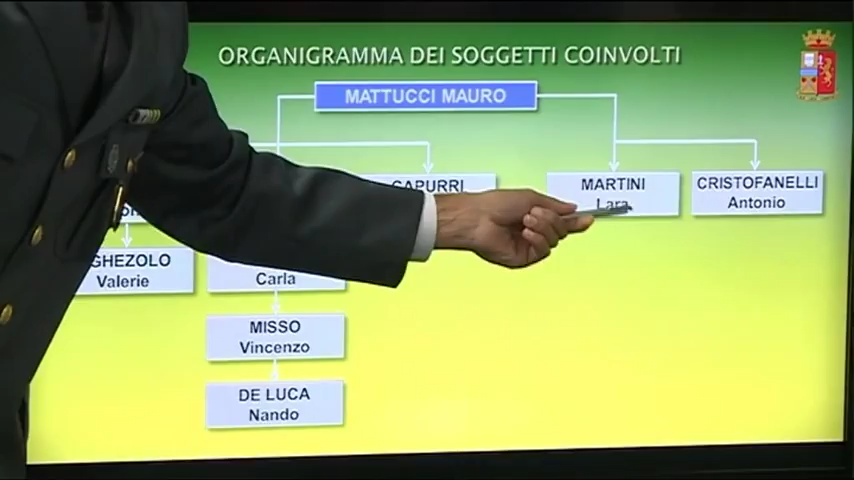 ORGANIGRAMMA DEI SOGGETTI COINVOLTI
MATTUCCI MAURO
CAPURRI
MARTINI
Lara
CRISTOFANELLI
Antonio
GHEZOLO
Valerie
Carla
MISSO
Vincenzo
DE LUCA
Nando